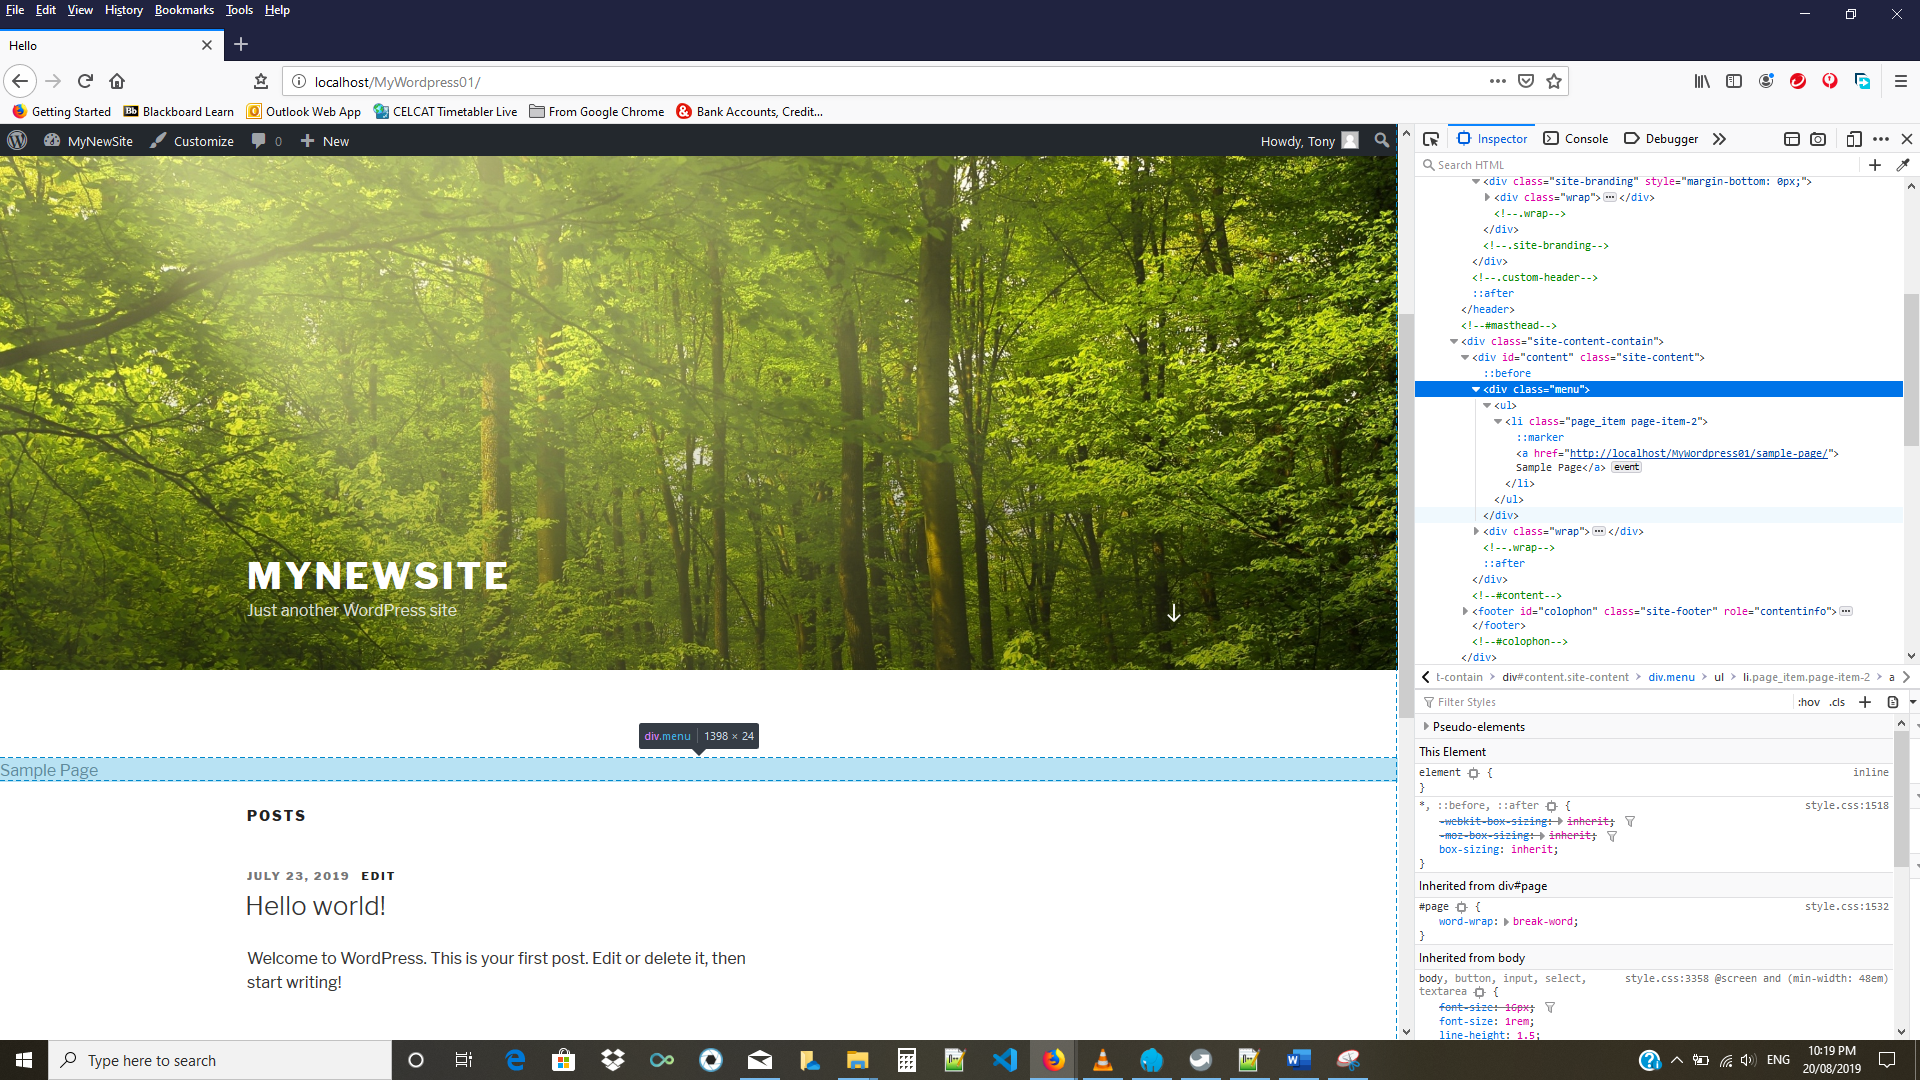 File Edit View History Bookmarks Tools Help
Hello
localhost/MyWordpress01/
Getting Started Bb Blackboard Learn Outlook Web App CELCAT Timetabler Live From Google Chrome Bank Accounts, Credit...
MyNewSite Customize 0 New Howdy, Tony
Inspector Console Debugger
Search HTML
<div class="site-branding" style="margin-bottom: 0px;">
<div class="wrap"> ••• </div>
<!--.wrap-->
</div>
<!--.site-branding-->
</div>
<!--.custom-header-->
::after
</header>
<!--#masthead-->
<div class="site-content-contain">
<div id="content" class="site-content">
::before
<div class="menu">
<ul>
<li class="page_item page-item-2">
::marker
<a href="http://localhost/MyWordpress01/sample-page/">
Sample Page</a> event
</li>
</ul>
</div>
<div class="wrap"> ••• </div>
<!--.wrap-->
::after
</div>
<!--#content-->
<footer id="colophon" class="site-footer" role="contentinfo"> •••
</footer>
<!--#colophon-->
</div>
t-contain > div#content.site-content > div.menu > ul > li.page_item.page-item-2 > a
Filter Styles :hov .cls
Pseudo-elements
This Element
element { inline
}
*, ::before, ::after { style.css:1518
-webkit-box-sizing: inherit;
-moz-box-sizing: inherit;
box-sizing: inherit;
}
Inherited from div#page
#page { style.css:1532
word-wrap: break-word;
}
Inherited from body
body, button, input, select, style.css:3358 @screen and (min-width: 48em)
textarea {
font-size: 16px;
font-size: 1rem;
line-height: 1.5;
MYNEWSITE
Just another WordPress site
div.menu | 1398 × 24
Sample Page
POSTS
JULY 23, 2019 EDIT
Hello world!
Welcome to WordPress. This is your first post. Edit or delete it, then
start writing!
Type here to search
ENG
10:19 PM
20/08/2019